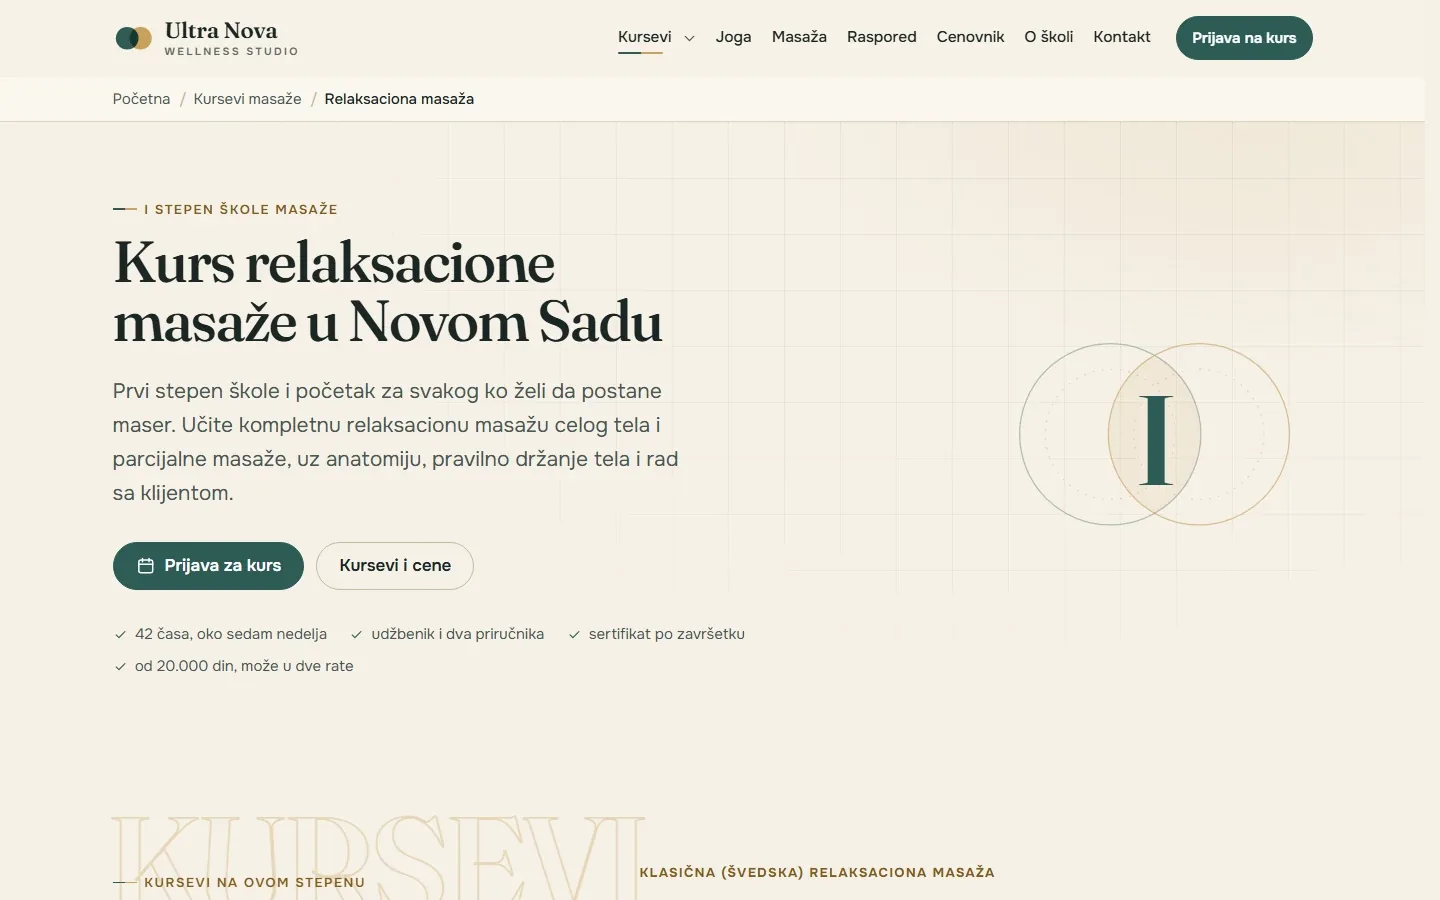 Ultra Nova
WELLNESS STUDIO
Kursevi
Joga
Masaža
Raspored
Cenovnik
O školi
Kontakt
Prijava na kurs
Početna / Kursevi masaže / Relaksaciona masaža
I STEPEN ŠKOLE MASAŽE
Kurs relaksacione
masaže u Novom Sadu
Prvi stepen škole i početak za svakog ko želi da postane
maser. Učite kompletnu relaksacionu masažu celog tela i
parcijalne masaže, uz anatomiju, pravilno držanje tela i rad
sa klijentom.
I
Prijava za kurs
Kursevi i cene
42 časa, oko sedam nedelja
udžbenik i dva priručnika
sertifikat po završetku
od 20.000 din, može u dve rate
KURSEVI
KURSEVI NA OVOM STEPENU
KLASIČNA (ŠVEDSKA) RELAKSACIONA MASAŽA